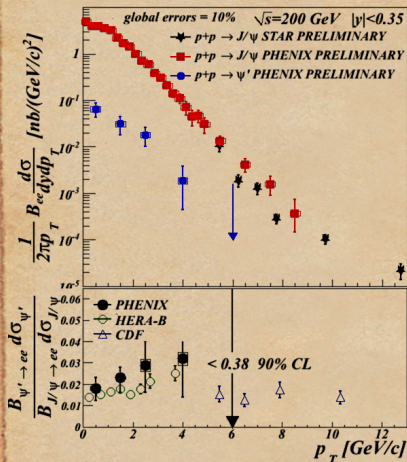 global errors = 10% √s=200 GeV |y|<0.35
p+p → J/ψ STAR PRELIMINARY
p+p → J/ψ PHENIX PRELIMINARY
p+p → ψ' PHENIX PRELIMINARY
1/2πp_T B_ee dσ/dydp_T [nb/(GeV/c)²]
1
10⁻¹
10⁻²
10⁻³
10⁻⁴
10⁻⁵
B_ψ'→ee dσ_ψ' / B_J/ψ→ee dσ_J/ψ
0.06
0.05
0.04
0.03
0.02
0.01
0
PHENIX
HERA-B
CDF
< 0.38 90% CL
0 2 4 6 8 10 12
p_T [GeV/c]